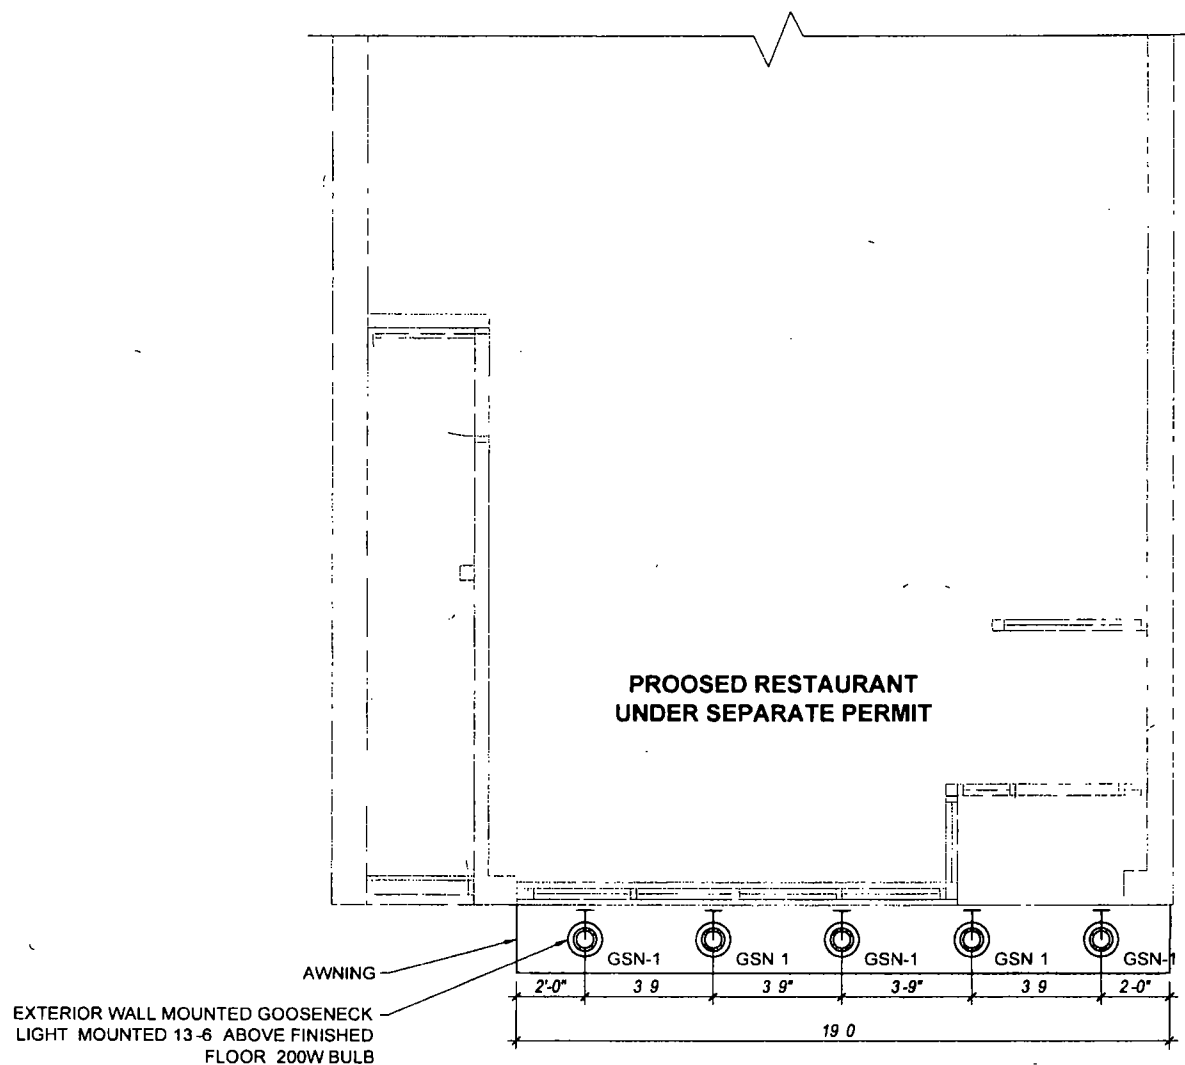 PROOSED RESTAURANT
UNDER SEPARATE PERMIT
GSN-1 GSN 1 GSN-1 GSN 1 GSN-1
AWNING
2'-0" 3 9 3 9" 3-9" 3 9 2-0"
EXTERIOR WALL MOUNTED GOOSENECK
LIGHT MOUNTED 13-6 ABOVE FINISHED
FLOOR 200W BULB
19 0